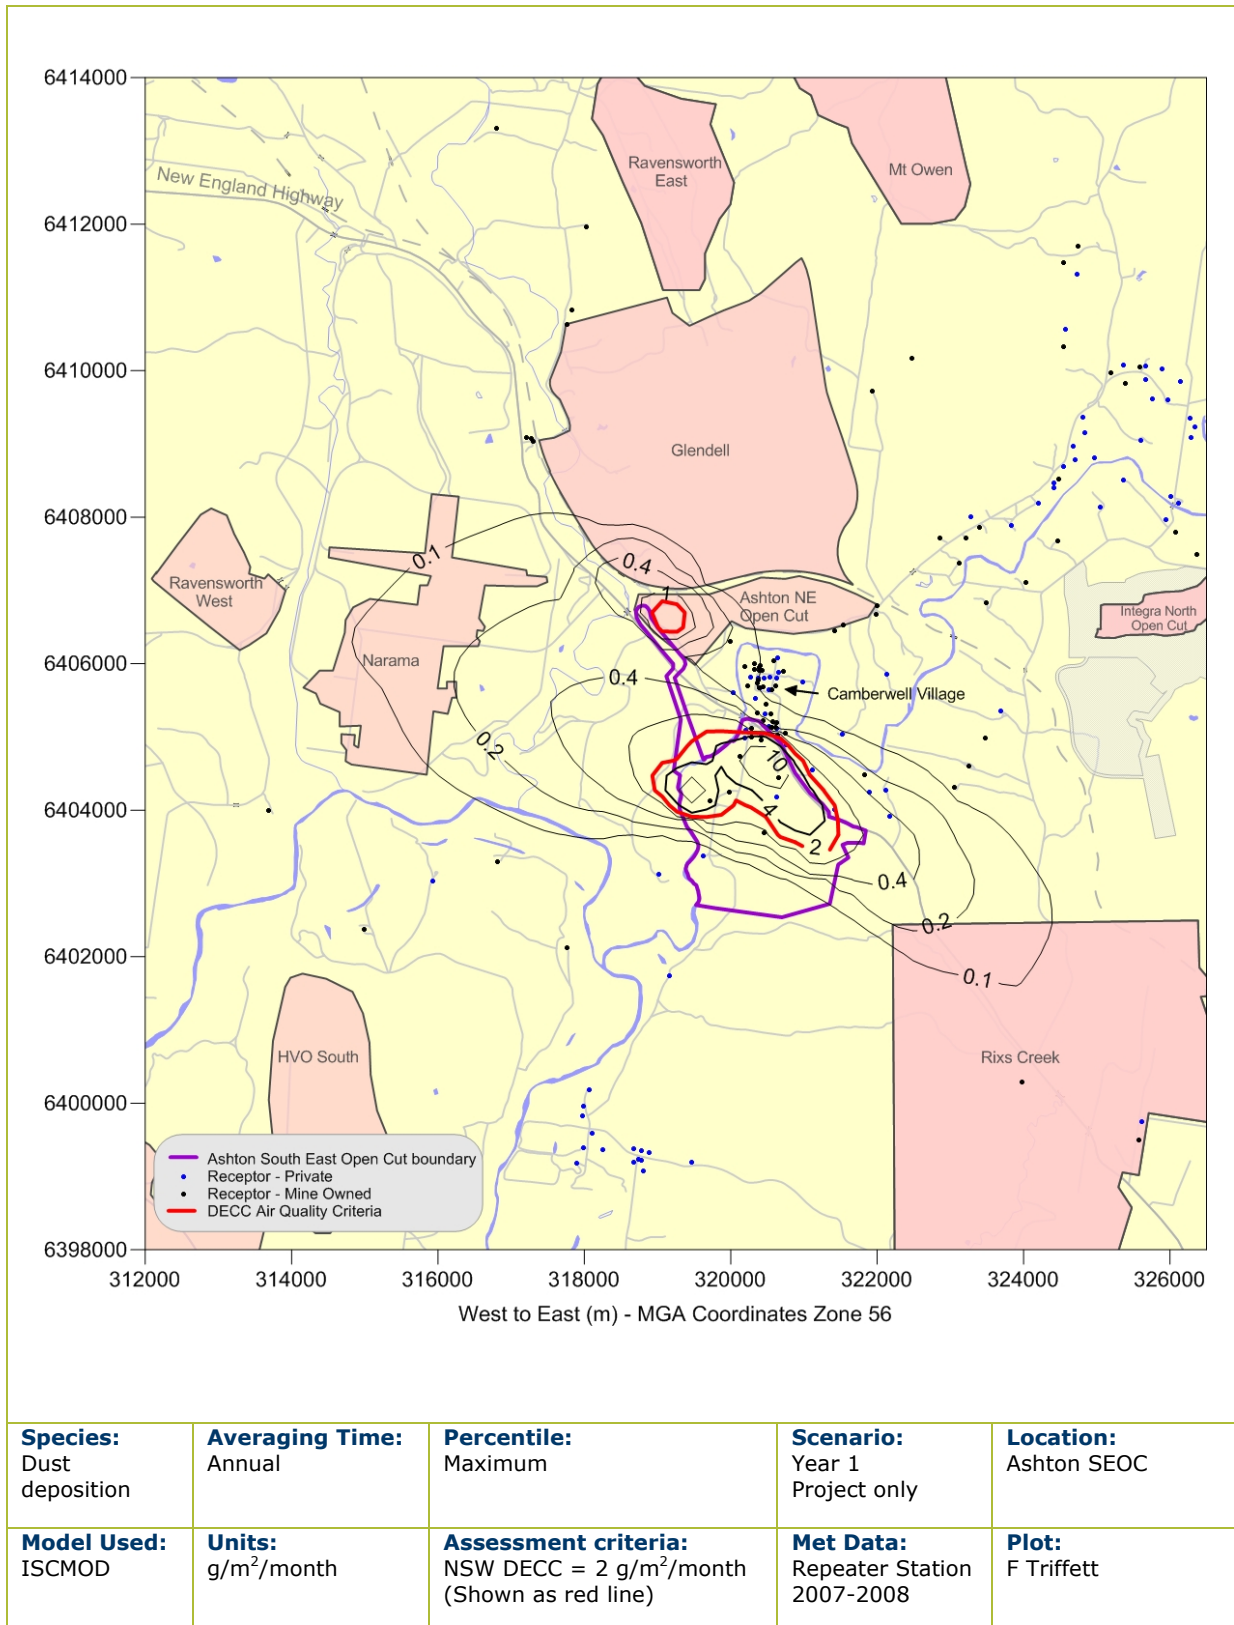 6414000
6412000
6410000
6408000
6406000
6404000
6402000
6400000
6398000
312000
314000
316000
318000
320000
322000
324000
326000
West to East (m) - MGA Coordinates Zone 56
New England Highway
Ravensworth
East
Mt Owen
Glendell
Ravensworth
West
Narama
Ashton NE
Open Cut
Integra North
Open Cut
Camberwell Village
HVO South
Rixs Creek
0.1
0.4
1
0.4
0.2
10
4
2
0.4
0.2
0.1
Ashton South East Open Cut boundary
Receptor - Private
Receptor - Mine Owned
DECC Air Quality Criteria
Species:
Dust
deposition
Averaging Time:
Annual
Percentile:
Maximum
Scenario:
Year 1
Project only
Location:
Ashton SEOC
Model Used:
ISCMOD
Units:
g/m²/month
Assessment criteria:
NSW DECC = 2 g/m²/month
(Shown as red line)
Met Data:
Repeater Station
2007-2008
Plot:
F Triffett